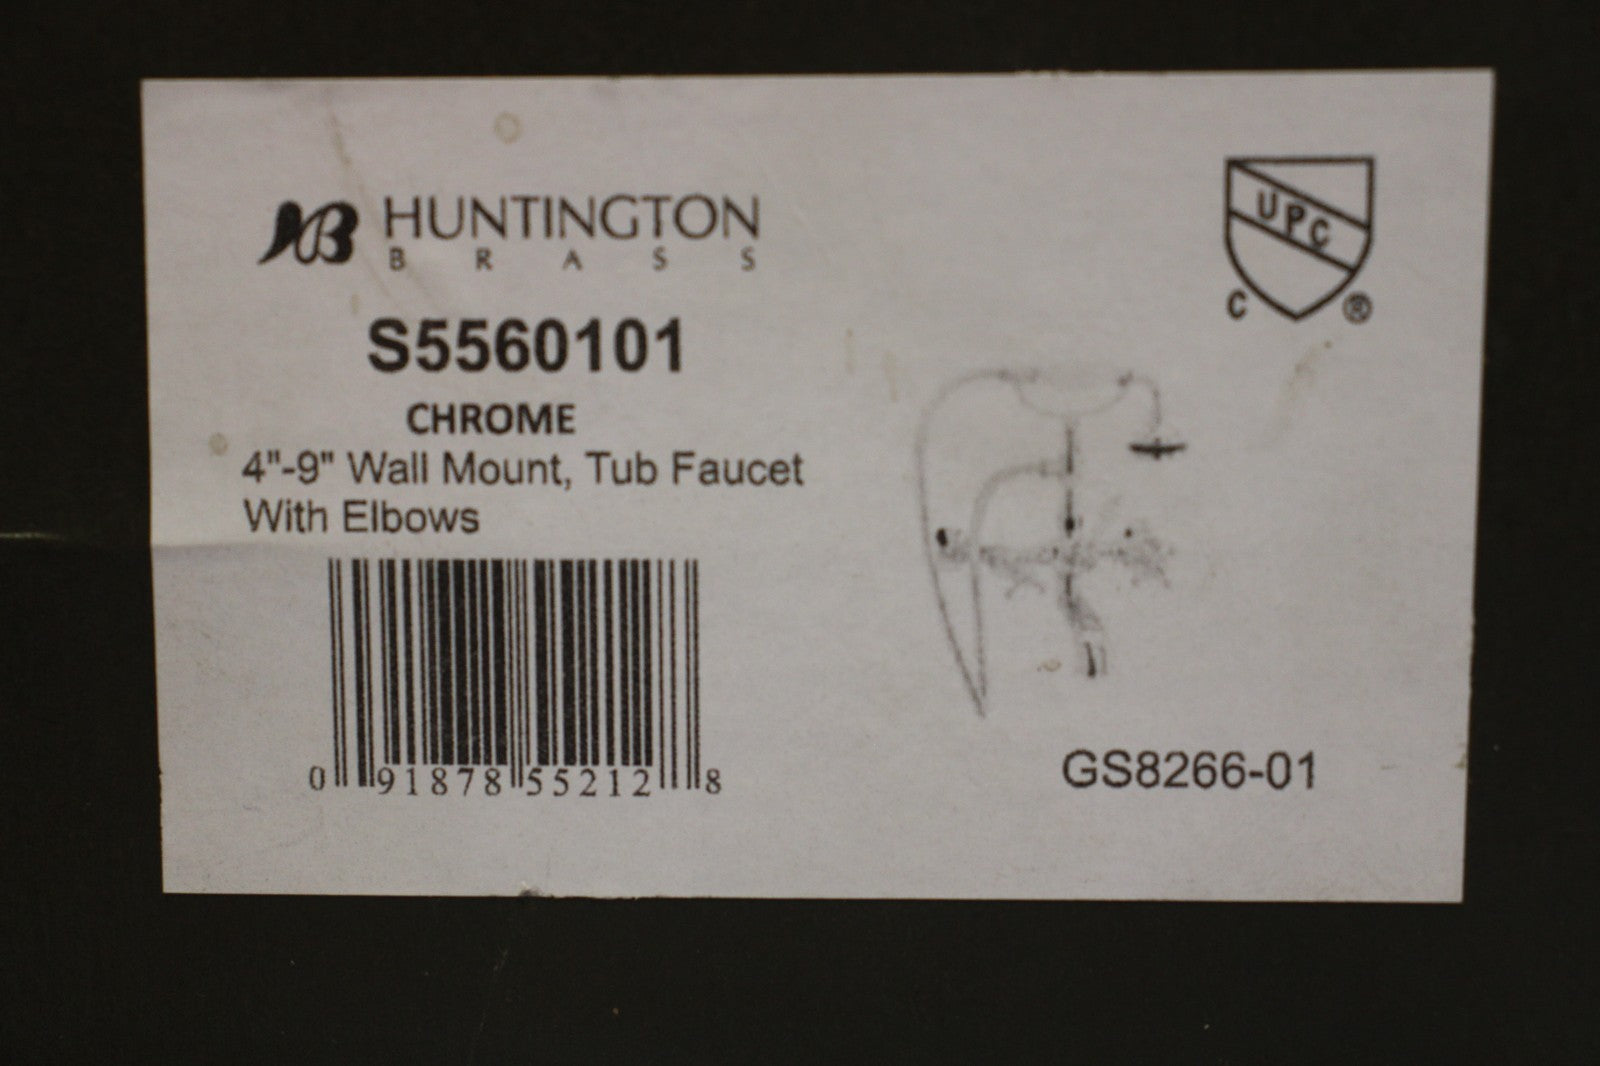 HUNTINGTON
BRASS
S5560101
CHROME
4"-9" Wall Mount, Tub Faucet
With Elbows
0 91878 55212 8
UPC
C ®
GS8266-01